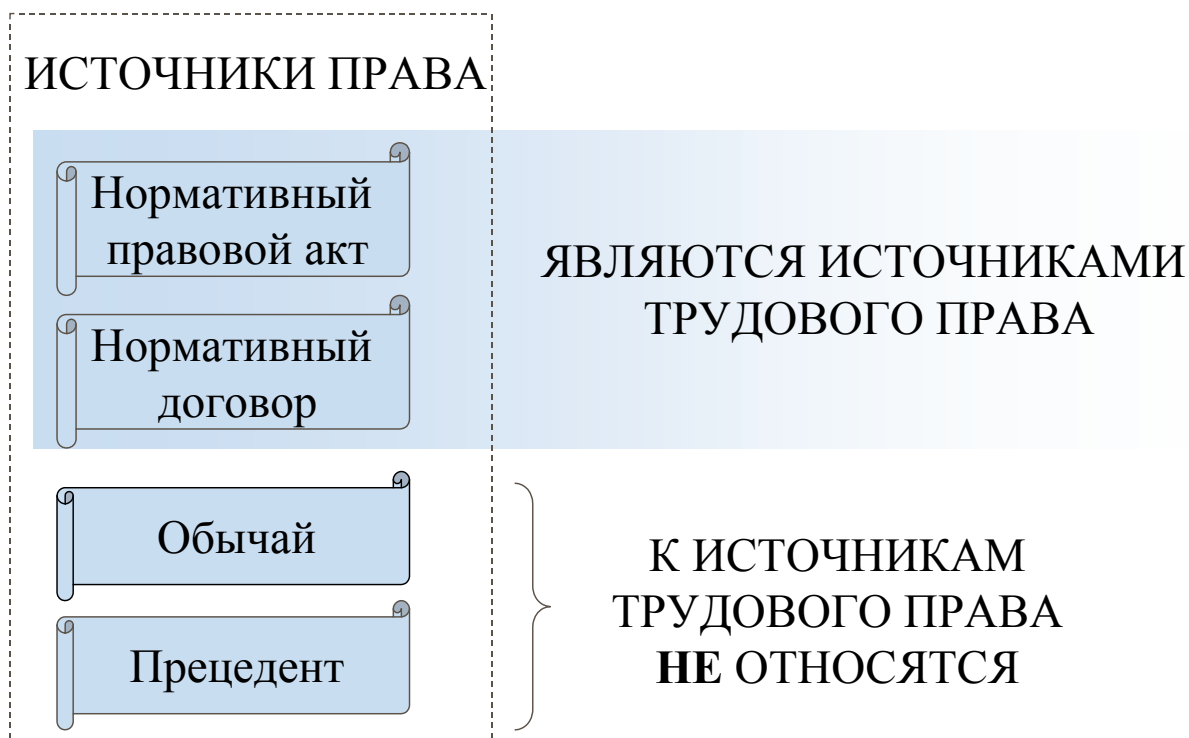 ИСТОЧНИКИ ПРАВА
Нормативный
правовой акт
ЯВЛЯЮТСЯ ИСТОЧНИКАМИ
ТРУДОВОГО ПРАВА
Нормативный
договор
Обычай
Прецедент
К ИСТОЧНИКАМ
ТРУДОВОГО ПРАВА
НЕ ОТНОСЯТСЯ